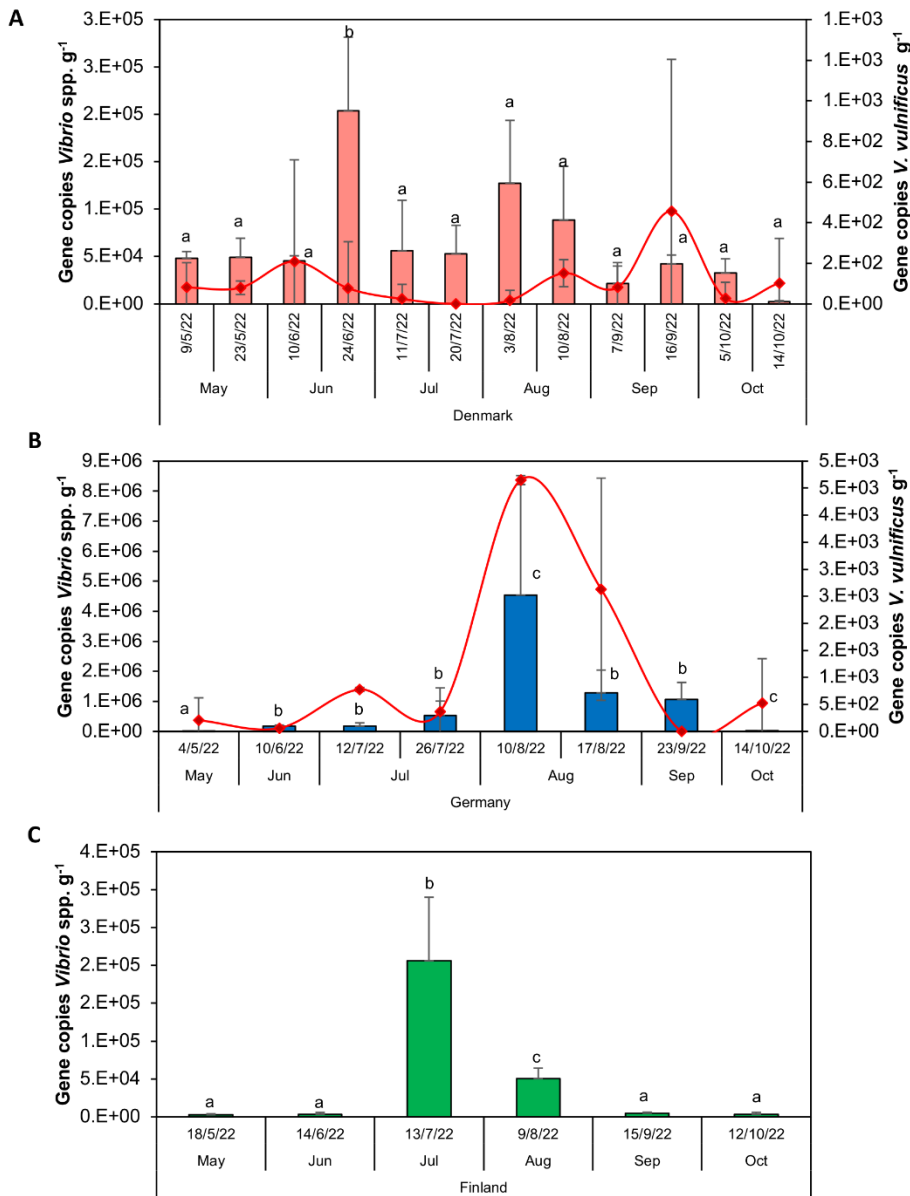 A
Gene copies Vibrio spp. g-1
3.E+05
3.E+05
2.E+05
2.E+05
1.E+05
5.E+04
0.E+00
Gene copies V. vulnificus g-1
1.E+03
1.E+03
1.E+03
8.E+02
6.E+02
4.E+02
2.E+02
0.E+00
a a a b a a a a a a a a
9/5/22 23/5/22 10/6/22 24/6/22 11/7/22 20/7/22 3/8/22 10/8/22 7/9/22 16/9/22 5/10/22 14/10/22
May Jun Jul Aug Sep Oct
Denmark
B
Gene copies Vibrio spp. g-1
9.E+06
8.E+06
7.E+06
6.E+06
5.E+06
4.E+06
3.E+06
2.E+06
1.E+06
0.E+00
Gene copies V. vulnificus g-1
5.E+03
5.E+03
4.E+03
4.E+03
3.E+03
3.E+03
2.E+03
2.E+03
1.E+03
5.E+02
0.E+00
a b b b c b b c
4/5/22 10/6/22 12/7/22 26/7/22 10/8/22 17/8/22 23/9/22 14/10/22
May Jun Jul Aug Sep Oct
Germany
C
Gene copies Vibrio spp. g-1
4.E+05
3.E+05
3.E+05
2.E+05
2.E+05
1.E+05
5.E+04
0.E+00
a a b c a a
18/5/22 14/6/22 13/7/22 9/8/22 15/9/22 12/10/22
May Jun Jul Aug Sep Oct
Finland